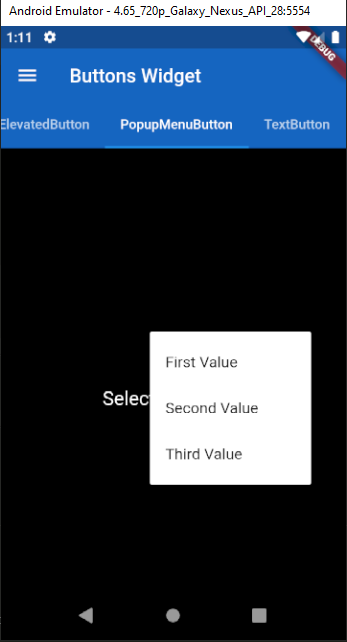 Android Emulator - 4.65_720p_Galaxy_Nexus_API_28:5554
1:11
DEBUG
Buttons Widget
ElevatedButton PopupMenuButton TextButton
First Value
Selec
Second Value
Third Value